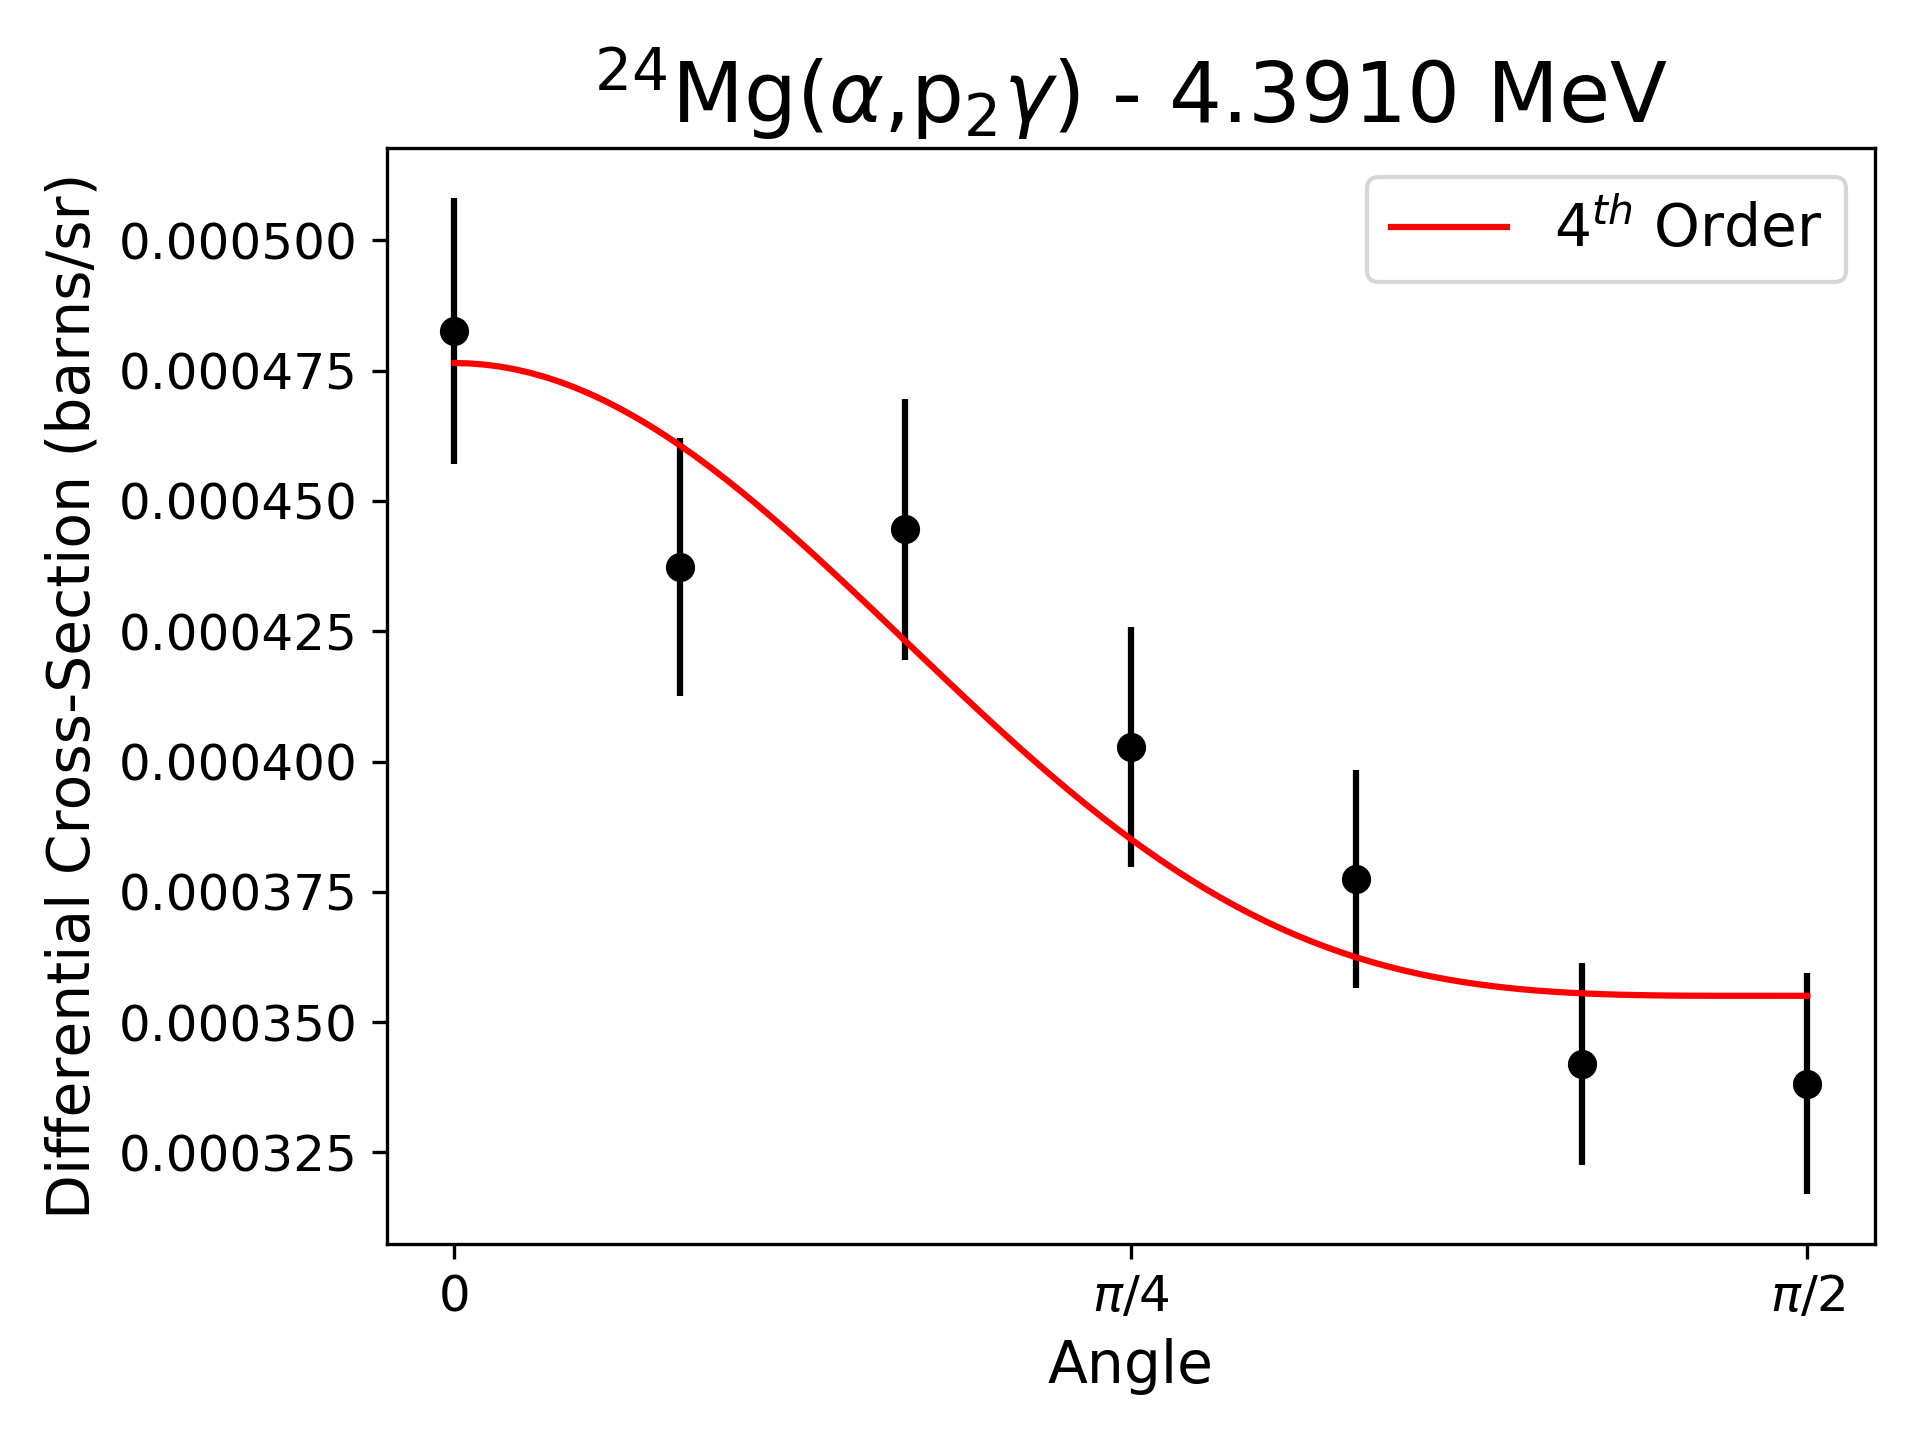 ²⁴Mg(α,p₂γ) - 4.3910 MeV
4ᵗʰ Order
Differential Cross-Section (barns/sr)
0.000500
0.000475
0.000450
0.000425
0.000400
0.000375
0.000350
0.000325
0 π/4 π/2
Angle